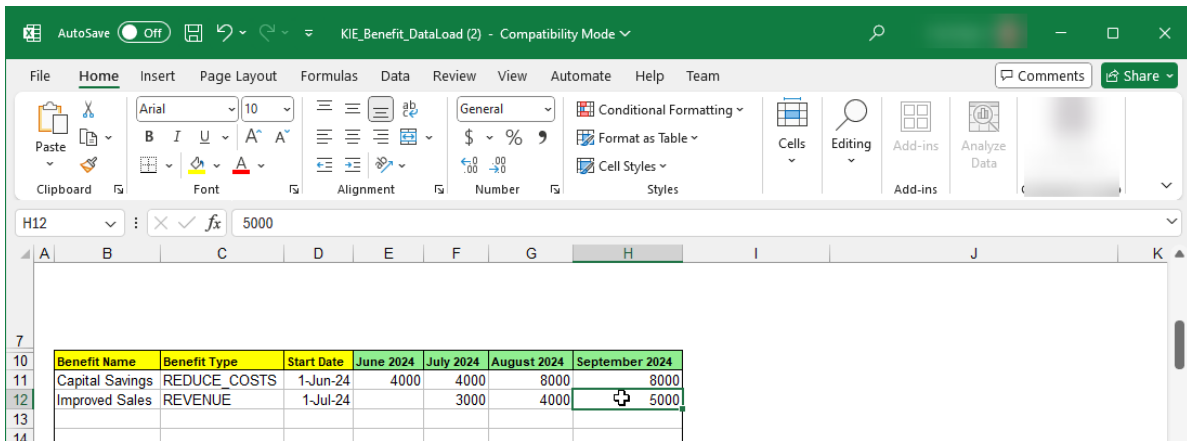 AutoSave Off KIE_Benefit_DataLoad (2) - Compatibility Mode
File Home Insert Page Layout Formulas Data Review View Automate Help Team Comments Share
Paste
Clipboard
Arial 10
B I U A A
A
Font
ab
Alignment
General
$ % 9
.00 .00
Number
Conditional Formatting
Format as Table
Cell Styles
Styles
Cells
Editing
Add-ins
Add-ins
Analyze
Data
H12 fx 5000
A B C D E F G H I J K
7
10 Benefit Name Benefit Type Start Date June 2024 July 2024 August 2024 September 2024
11 Capital Savings REDUCE_COSTS 1-Jun-24 4000 4000 8000 8000
12 Improved Sales REVENUE 1-Jul-24 3000 4000 5000
13
14